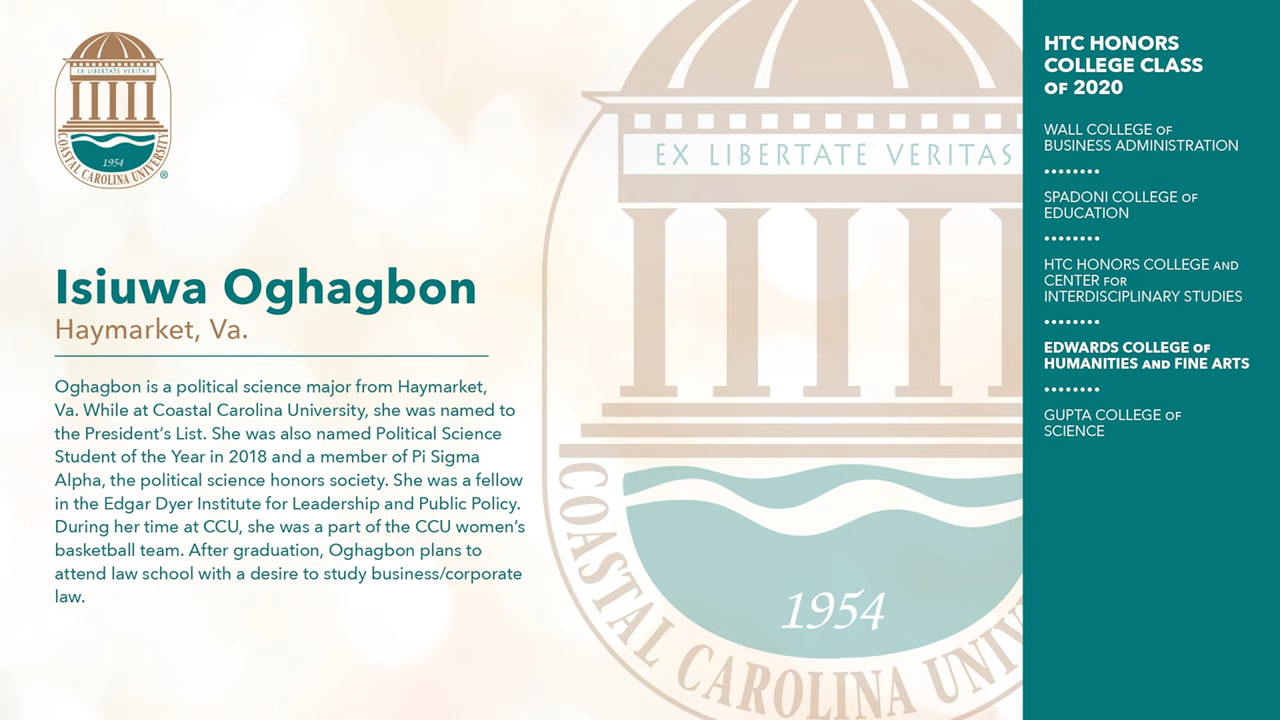 EX LIBERTATE VERITAS
1954
COASTAL CAROLINA UNIVERSITY
®
Isiuwa Oghagbon
Haymarket, Va.
Oghagbon is a political science major from Haymarket,
Va. While at Coastal Carolina University, she was named to
the President’s List. She was also named Political Science
Student of the Year in 2018 and a member of Pi Sigma
Alpha, the political science honors society. She was a fellow
in the Edgar Dyer Institute for Leadership and Public Policy.
During her time at CCU, she was a part of the CCU women’s
basketball team. After graduation, Oghagbon plans to
attend law school with a desire to study business/corporate
law.
EX LIBERTATE VERITAS
1954
COASTAL CAROLINA UNIV
HTC HONORS
COLLEGE CLASS
OF 2020
WALL COLLEGE OF
BUSINESS ADMINISTRATION
SPADONI COLLEGE OF
EDUCATION
HTC HONORS COLLEGE AND
CENTER FOR
INTERDISCIPLINARY STUDIES
EDWARDS COLLEGE OF
HUMANITIES AND FINE ARTS
GUPTA COLLEGE OF
SCIENCE